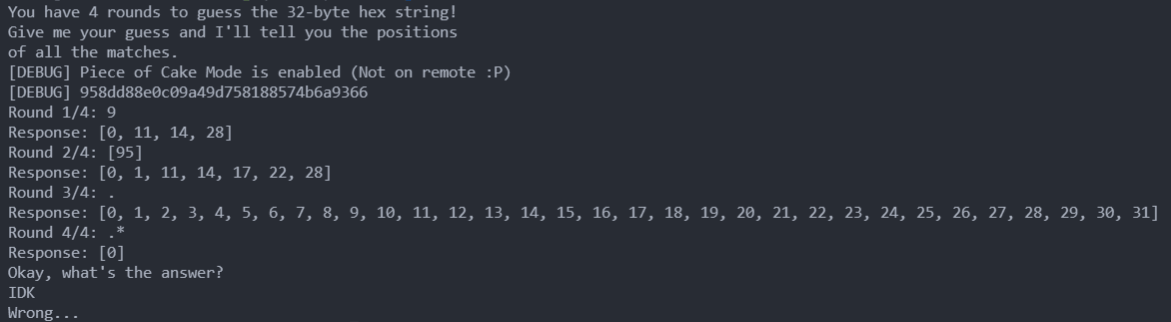 You have 4 rounds to guess the 32-byte hex string!
Give me your guess and I'll tell you the positions
of all the matches.
[DEBUG] Piece of Cake Mode is enabled (Not on remote :P)
[DEBUG] 958dd88e0c09a49d758188574b6a9366
Round 1/4: 9
Response: [0, 11, 14, 28]
Round 2/4: [95]
Response: [0, 1, 11, 14, 17, 22, 28]
Round 3/4: .
Response: [0, 1, 2, 3, 4, 5, 6, 7, 8, 9, 10, 11, 12, 13, 14, 15, 16, 17, 18, 19, 20, 21, 22, 23, 24, 25, 26, 27, 28, 29, 30, 31]
Round 4/4: .*
Response: [0]
Okay, what's the answer?
IDK
Wrong...